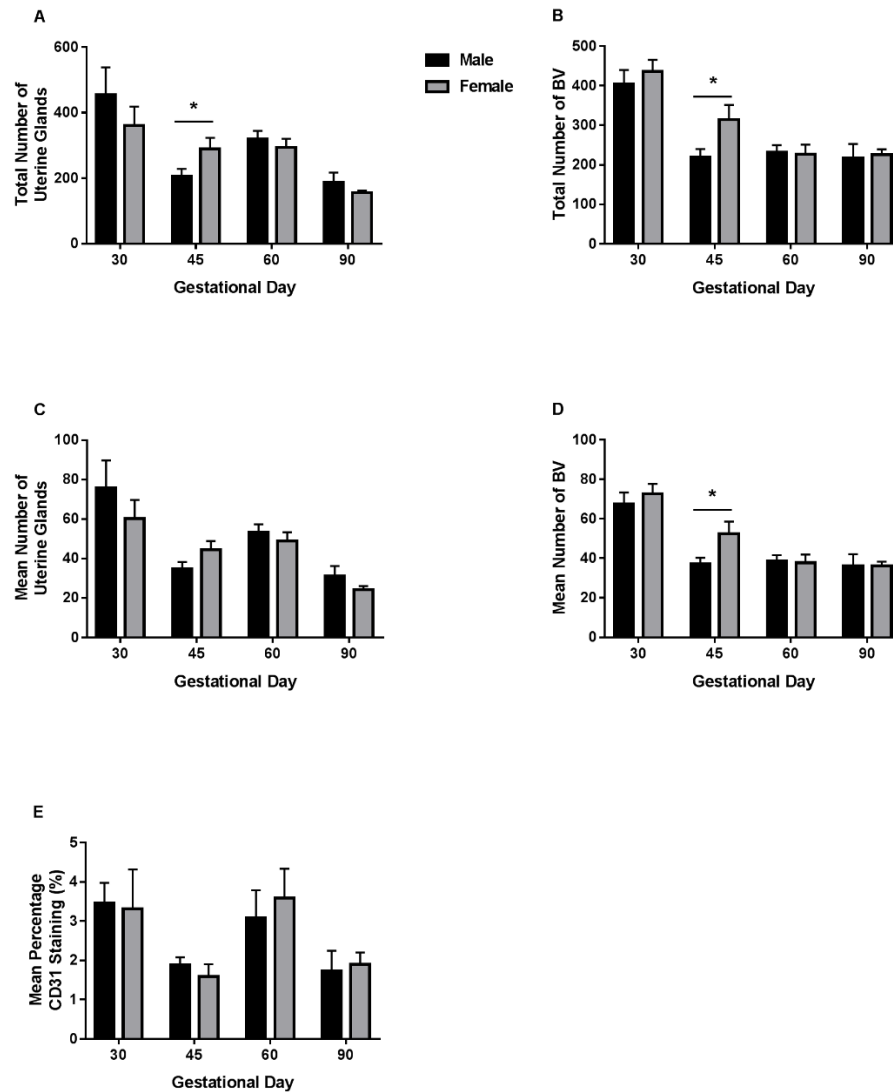 A
Total Number of
Uterine Glands
600
400
200
0
*
30 45 60 90
Gestational Day
Male
Female
B
Total Number of BV
500
400
300
200
100
0
*
30 45 60 90
Gestational Day
C
Mean Number of
Uterine Glands
100
80
60
40
20
0
30 45 60 90
Gestational Day
D
Mean Number of BV
100
80
60
40
20
0
*
30 45 60 90
Gestational Day
E
Mean Percentage
CD31 Staining (%)
5
4
3
2
1
0
30 45 60 90
Gestational Day